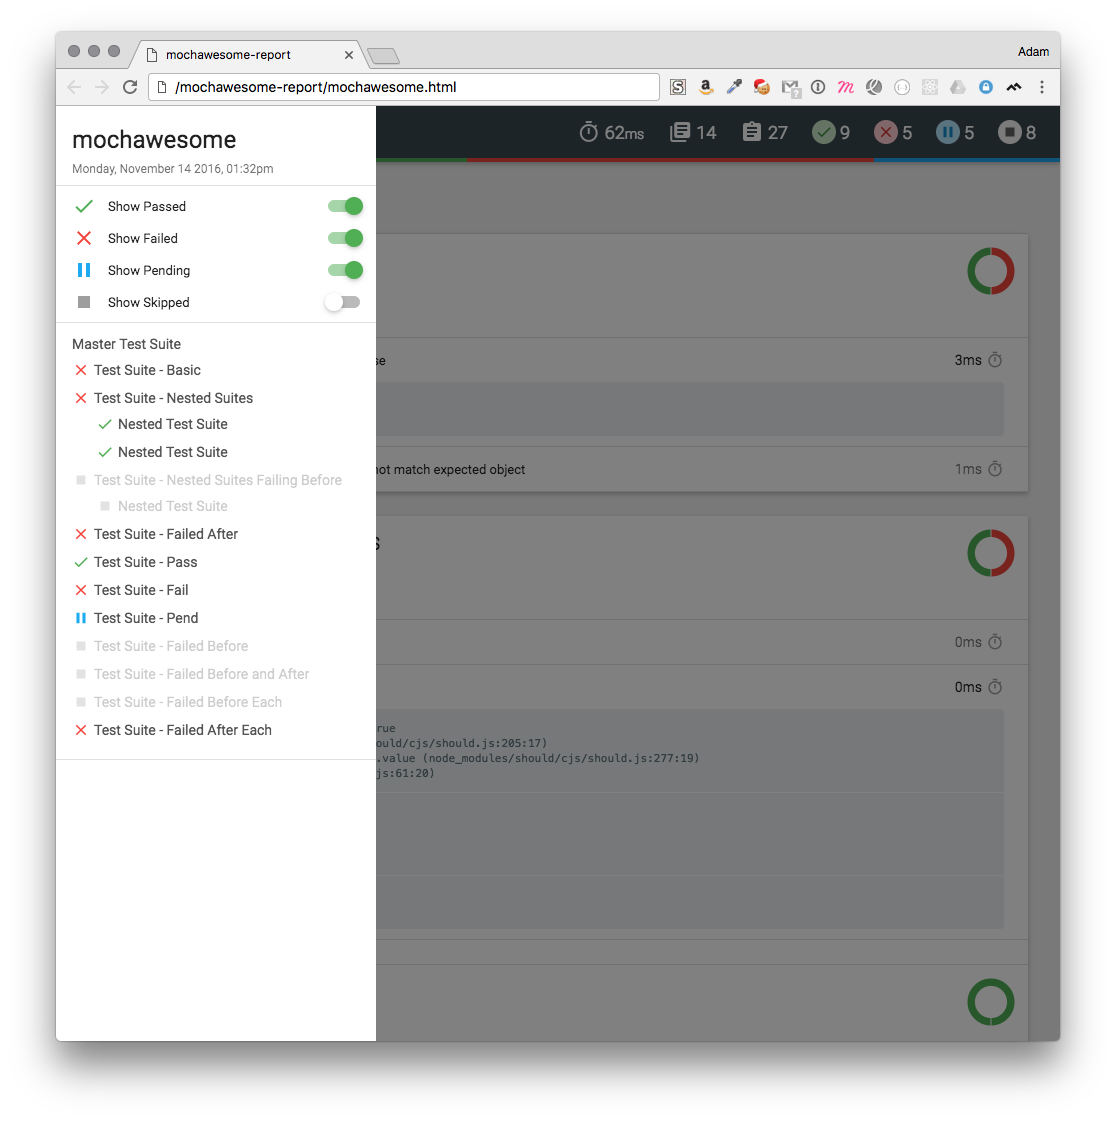 mochawesome-report
Adam
/mochawesome-report/mochawesome.html
mochawesome
Monday, November 14 2016, 01:32pm
62ms 14 27 9 5 5 8
Show Passed
Show Failed
Show Pending
Show Skipped
Master Test Suite
Test Suite - Basic
Test Suite - Nested Suites
Nested Test Suite
Nested Test Suite
Test Suite - Nested Suites Failing Before
Nested Test Suite
Test Suite - Failed After
Test Suite - Pass
Test Suite - Fail
Test Suite - Pend
Test Suite - Failed Before
Test Suite - Failed Before and After
Test Suite - Failed Before Each
Test Suite - Failed After Each
se 3ms
not match expected object 1ms
s
0ms
0ms
rue
ould/cjs/should.js:205:17)
.value (node_modules/should/cjs/should.js:277:19)
js:61:20)